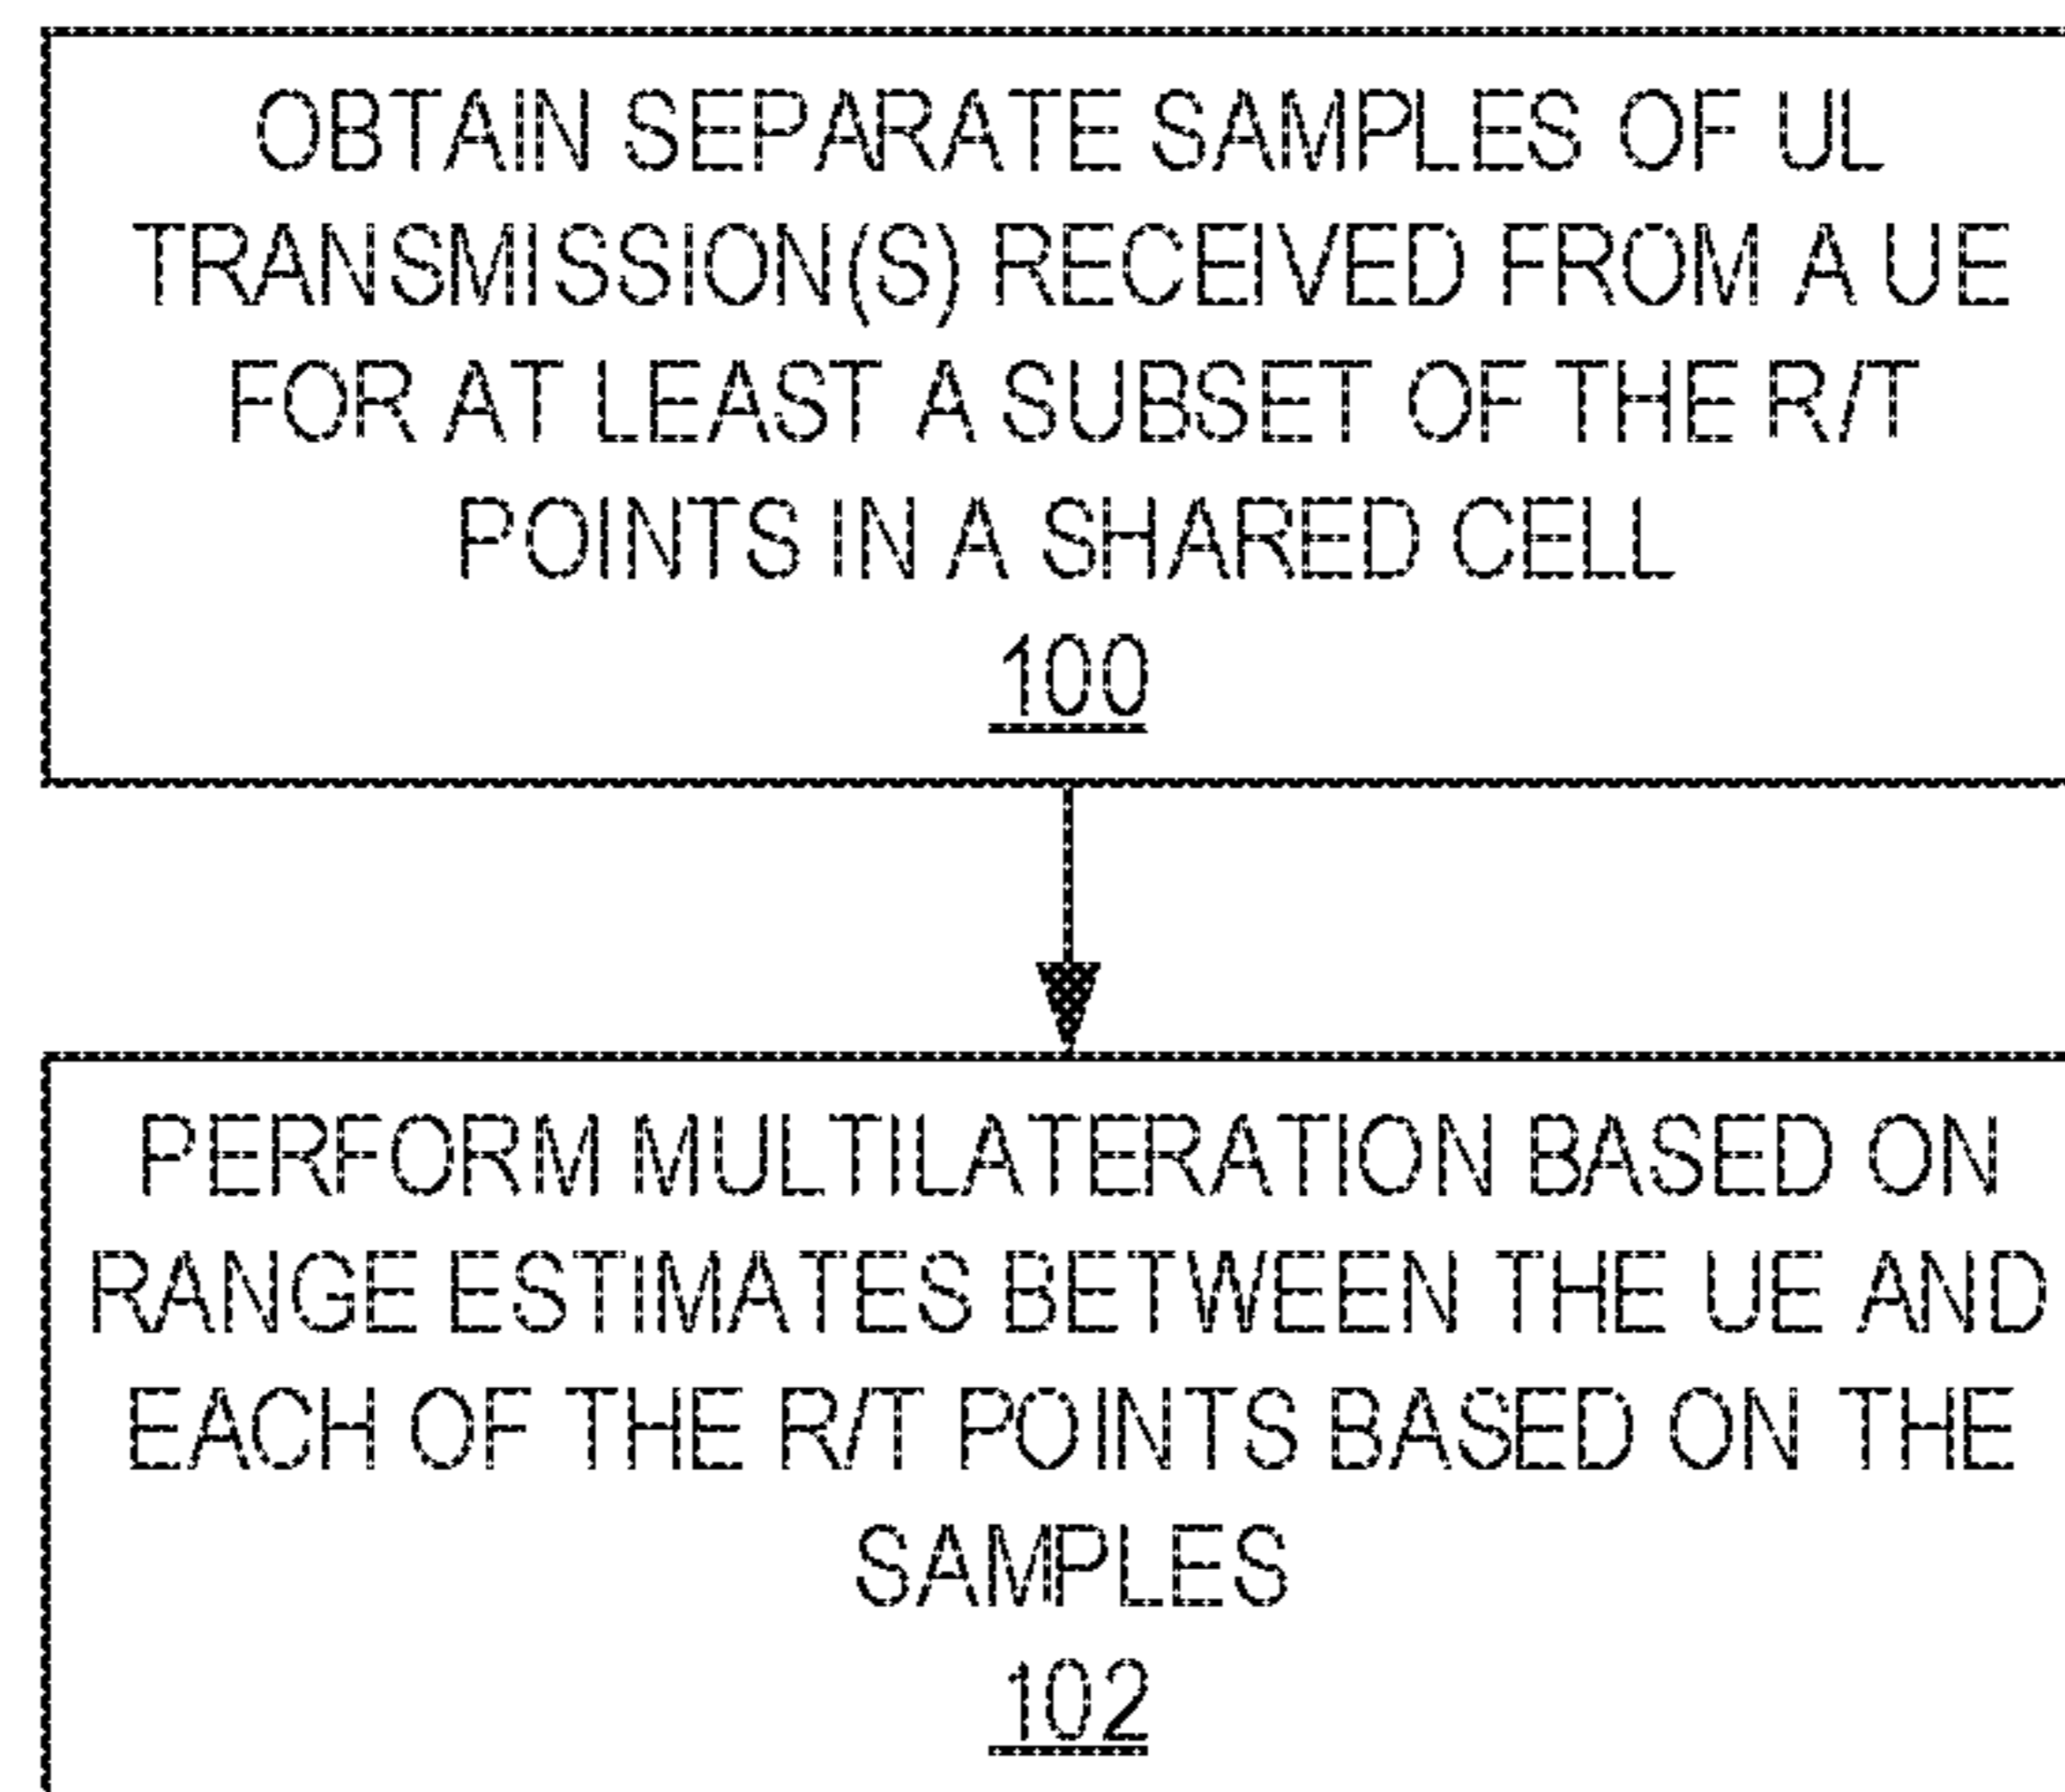 OBTAIN SEPARATE SAMPLES OF UL
TRANSMISSION(S) RECEIVED FROM A UE
FOR AT LEAST A SUBSET OF THE R/T
POINTS IN A SHARED CELL
100
PERFORM MULTILATERATION BASED ON
RANGE ESTIMATES BETWEEN THE UE AND
EACH OF THE R/T POINTS BASED ON THE
SAMPLES
102